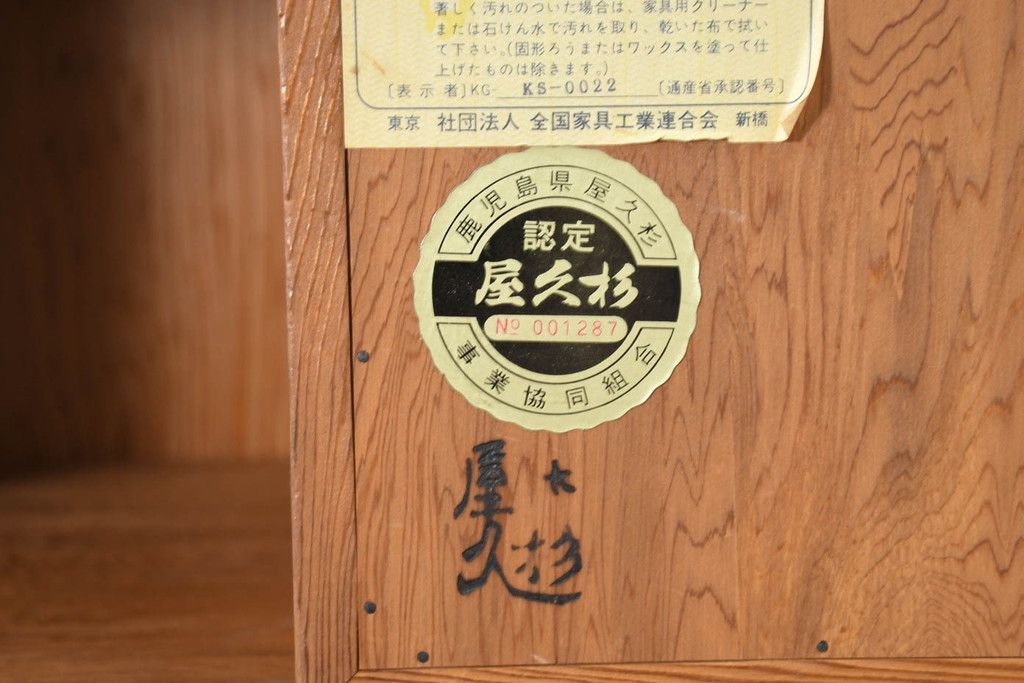 著しく汚れのついた場合は、家具用クリーナー
または石けん水で汚れを取り、乾いた布で拭い
て下さい。(固形ろうまたはワックスを塗って仕
上げたものは除きます。)
〔表示者〕KG KS-0022 〔通産省承認番号〕
東京 社団法人 全国家具工業連合会 新橋
鹿児島県屋久杉
認定
屋久杉
No 001287
事業協同組合
屋久杉